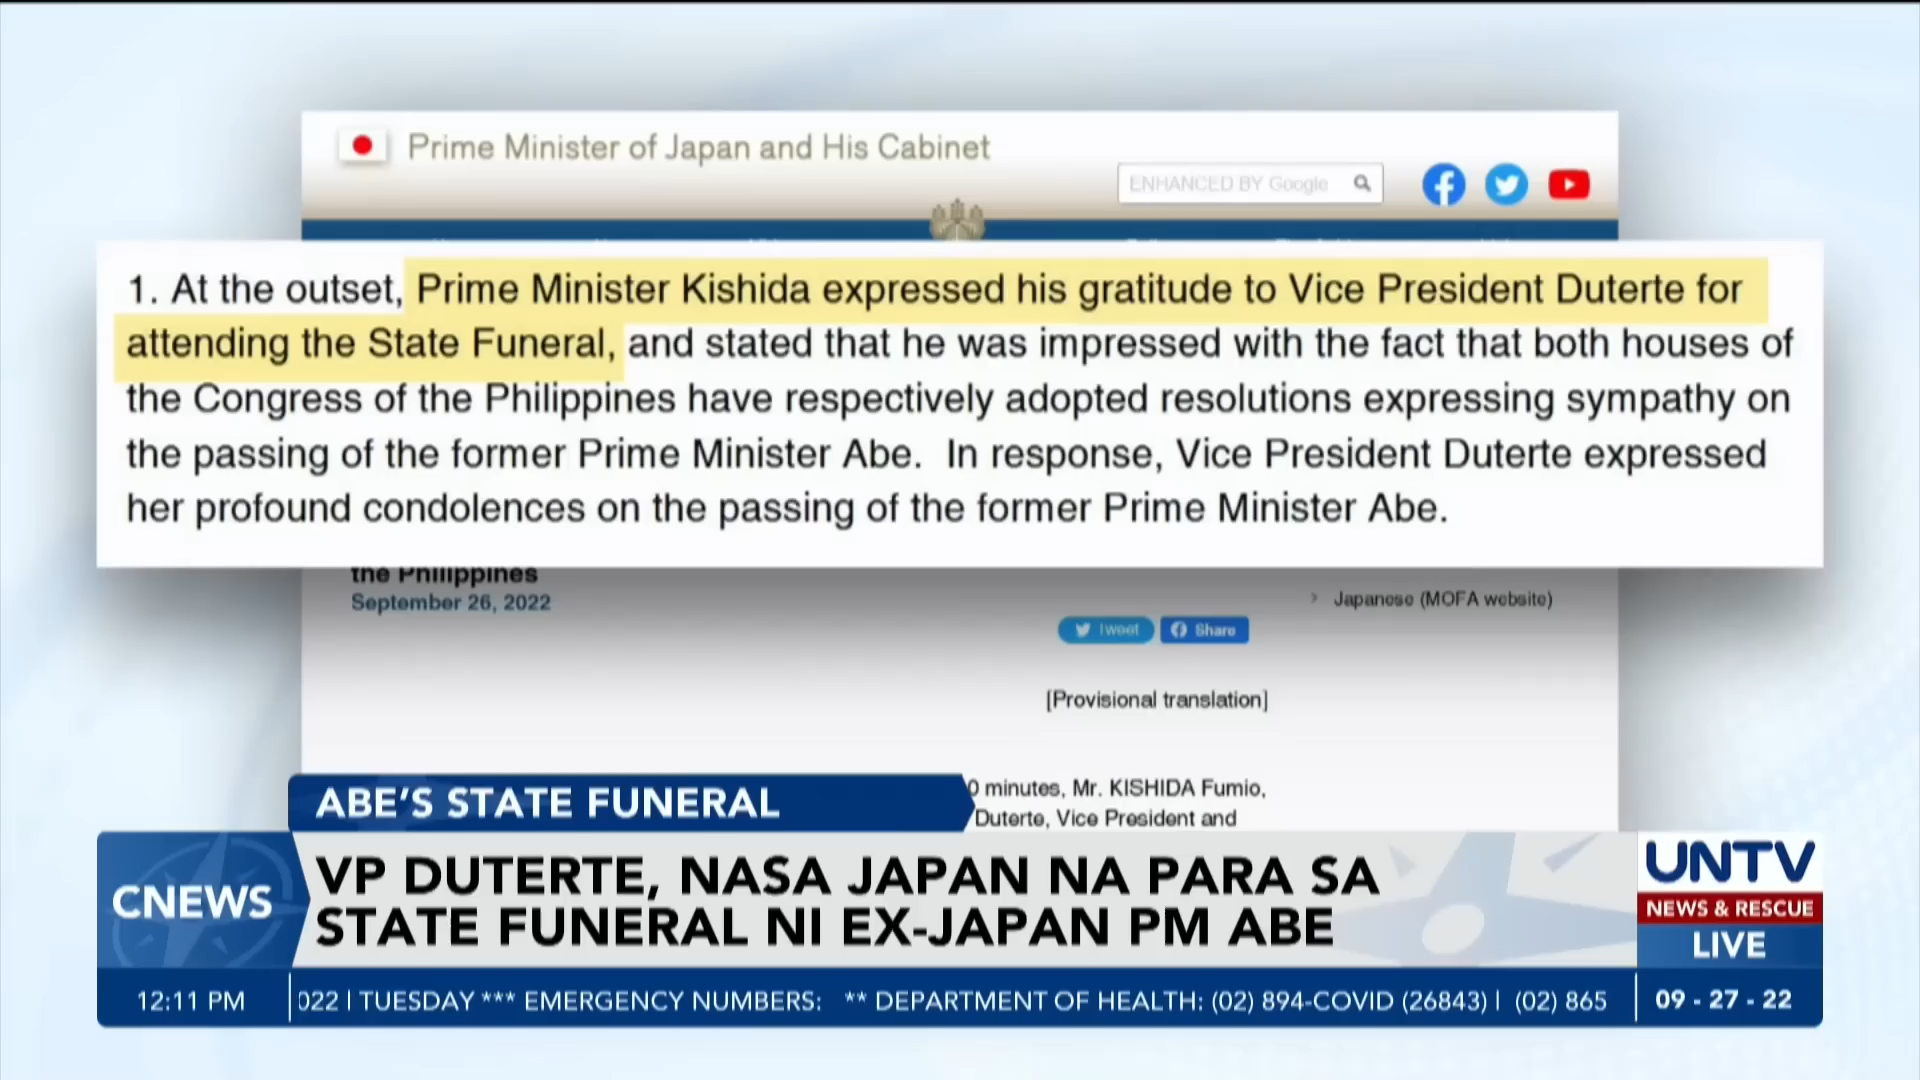 Prime Minister of Japan and His Cabinet
ENHANCED BY Google
1. At the outset, Prime Minister Kishida expressed his gratitude to Vice President Duterte for
attending the State Funeral, and stated that he was impressed with the fact that both houses of
the Congress of the Philippines have respectively adopted resolutions expressing sympathy on
the passing of the former Prime Minister Abe. In response, Vice President Duterte expressed
her profound condolences on the passing of the former Prime Minister Abe.
the Philippines
September 26, 2022
Japanese (MOFA website)
Tweet
Share
[Provisional translation]
0 minutes, Mr. KISHIDA Fumio,
Duterte, Vice President and
ABE'S STATE FUNERAL
CNEWS
VP DUTERTE, NASA JAPAN NA PARA SA
STATE FUNERAL NI EX-JAPAN PM ABE
UNTV
NEWS & RESCUE
LIVE
12:11 PM
022 | TUESDAY *** EMERGENCY NUMBERS: ** DEPARTMENT OF HEALTH: (02) 894-COVID (26843) | (02) 865
09 - 27 - 22